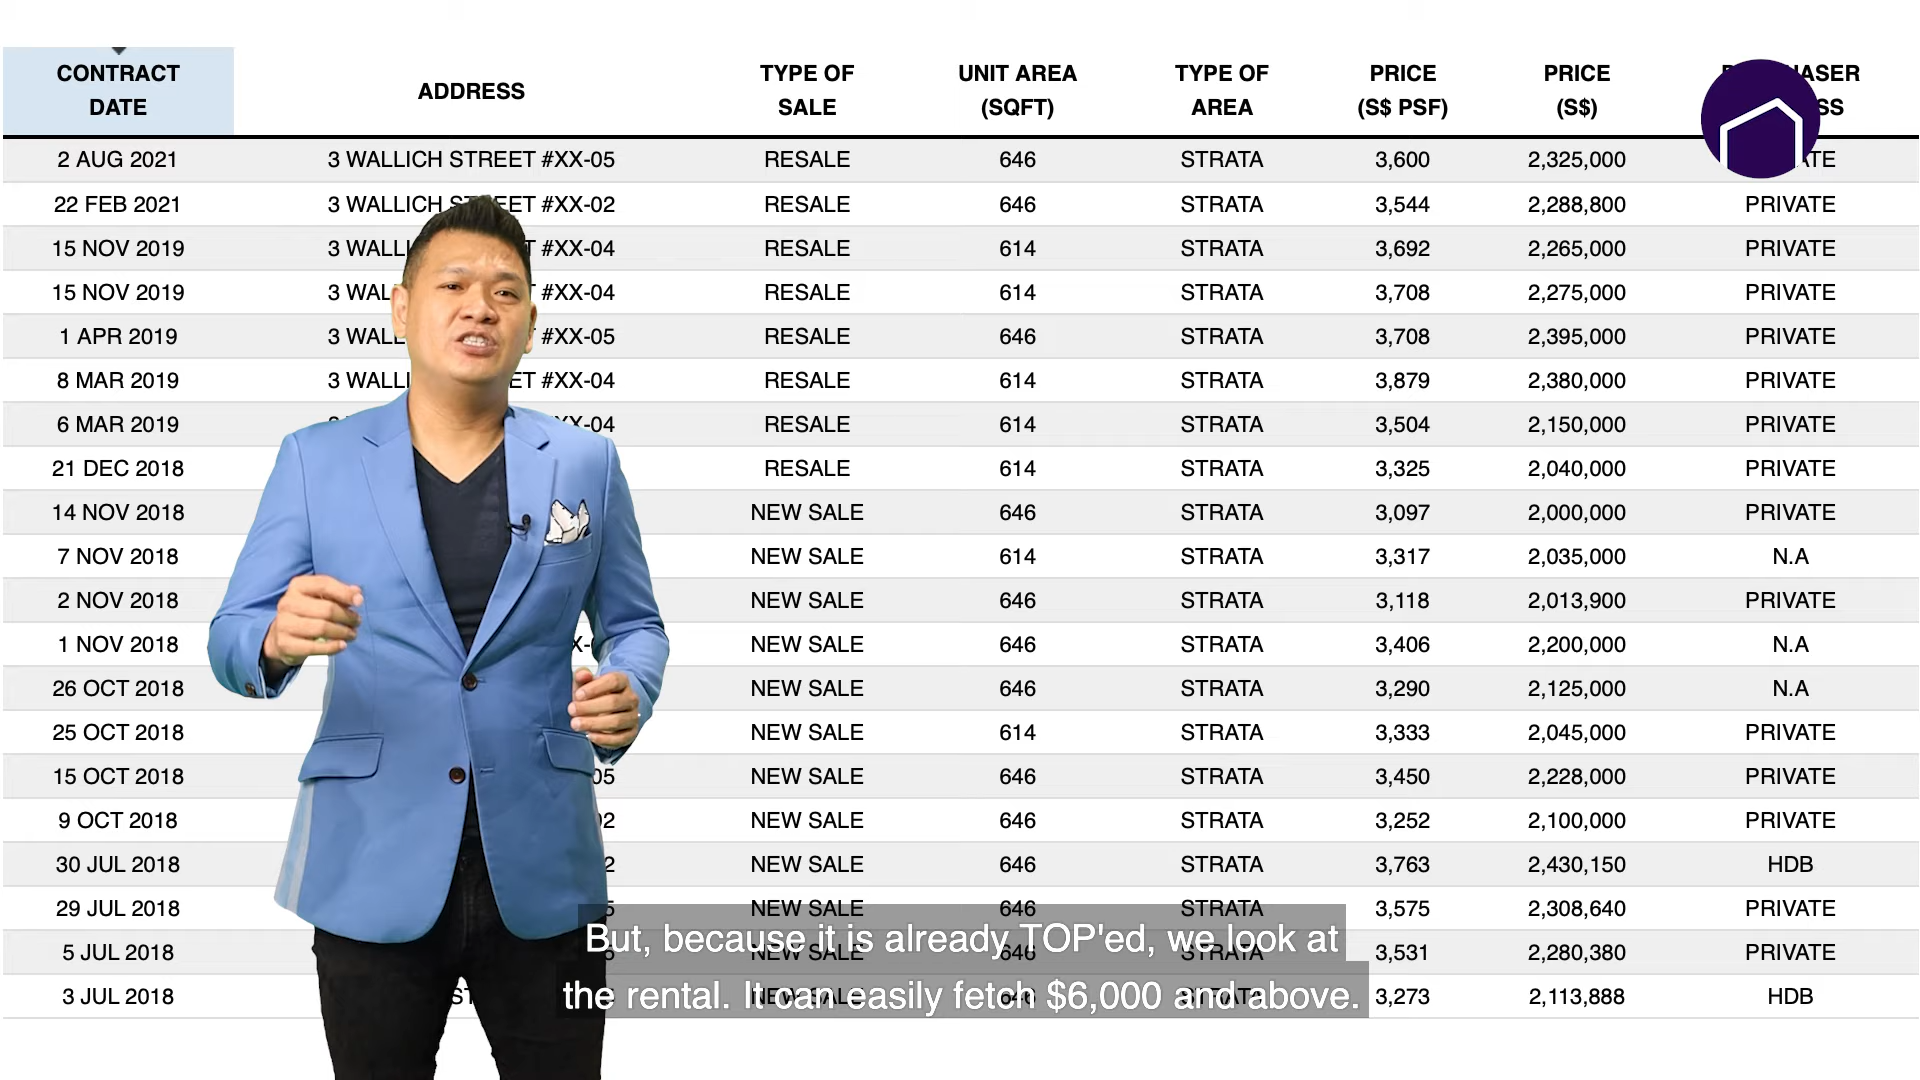 CONTRACT DATE ADDRESS TYPE OF SALE UNIT AREA (SQFT) TYPE OF AREA PRICE (S$ PSF) PRICE (S$)
2 AUG 2021 3 WALLICH STREET #XX-05 RESALE 646 STRATA 3,600 2,325,000
22 FEB 2021 3 WALLICH STREET #XX-02 RESALE 646 STRATA 3,544 2,288,800 PRIVATE
15 NOV 2019 3 #XX-04 RESALE 614 STRATA 3,692 2,265,000 PRIVATE
15 NOV 2019 3 #XX-04 RESALE 614 STRATA 3,708 2,275,000 PRIVATE
1 APR 2019 3 #XX-05 RESALE 646 STRATA 3,708 2,395,000 PRIVATE
8 MAR 2019 3 #XX-04 RESALE 614 STRATA 3,879 2,380,000 PRIVATE
6 MAR 2019 RESALE 614 STRATA 3,504 2,150,000 PRIVATE
21 DEC 2018 RESALE 614 STRATA 3,325 2,040,000 PRIVATE
14 NOV 2018 NEW SALE 646 STRATA 3,097 2,000,000 PRIVATE
7 NOV 2018 NEW SALE 614 STRATA 3,317 2,035,000 N.A
2 NOV 2018 NEW SALE 646 STRATA 3,118 2,013,900 PRIVATE
1 NOV 2018 NEW SALE 646 STRATA 3,406 2,200,000 N.A
26 OCT 2018 NEW SALE 646 STRATA 3,290 2,125,000 N.A
25 OCT 2018 NEW SALE 614 STRATA 3,333 2,045,000 PRIVATE
15 OCT 2018 NEW SALE 646 STRATA 3,450 2,228,000 PRIVATE
9 OCT 2018 NEW SALE 646 STRATA 3,252 2,100,000 PRIVATE
30 JUL 2018 NEW SALE 646 STRATA 3,763 2,430,150 HDB
29 JUL 2018 NEW SALE 646 STRATA 3,575 2,308,640 PRIVATE
5 JUL 2018 NEW SALE 646 STRATA 3,531 2,280,380 PRIVATE
3 JUL 2018 NEW SALE 646 STRATA 3,273 2,113,888 HDB
But, because it is already TOP'ed, we look at
the rental. It can easily fetch $6,000 and above.